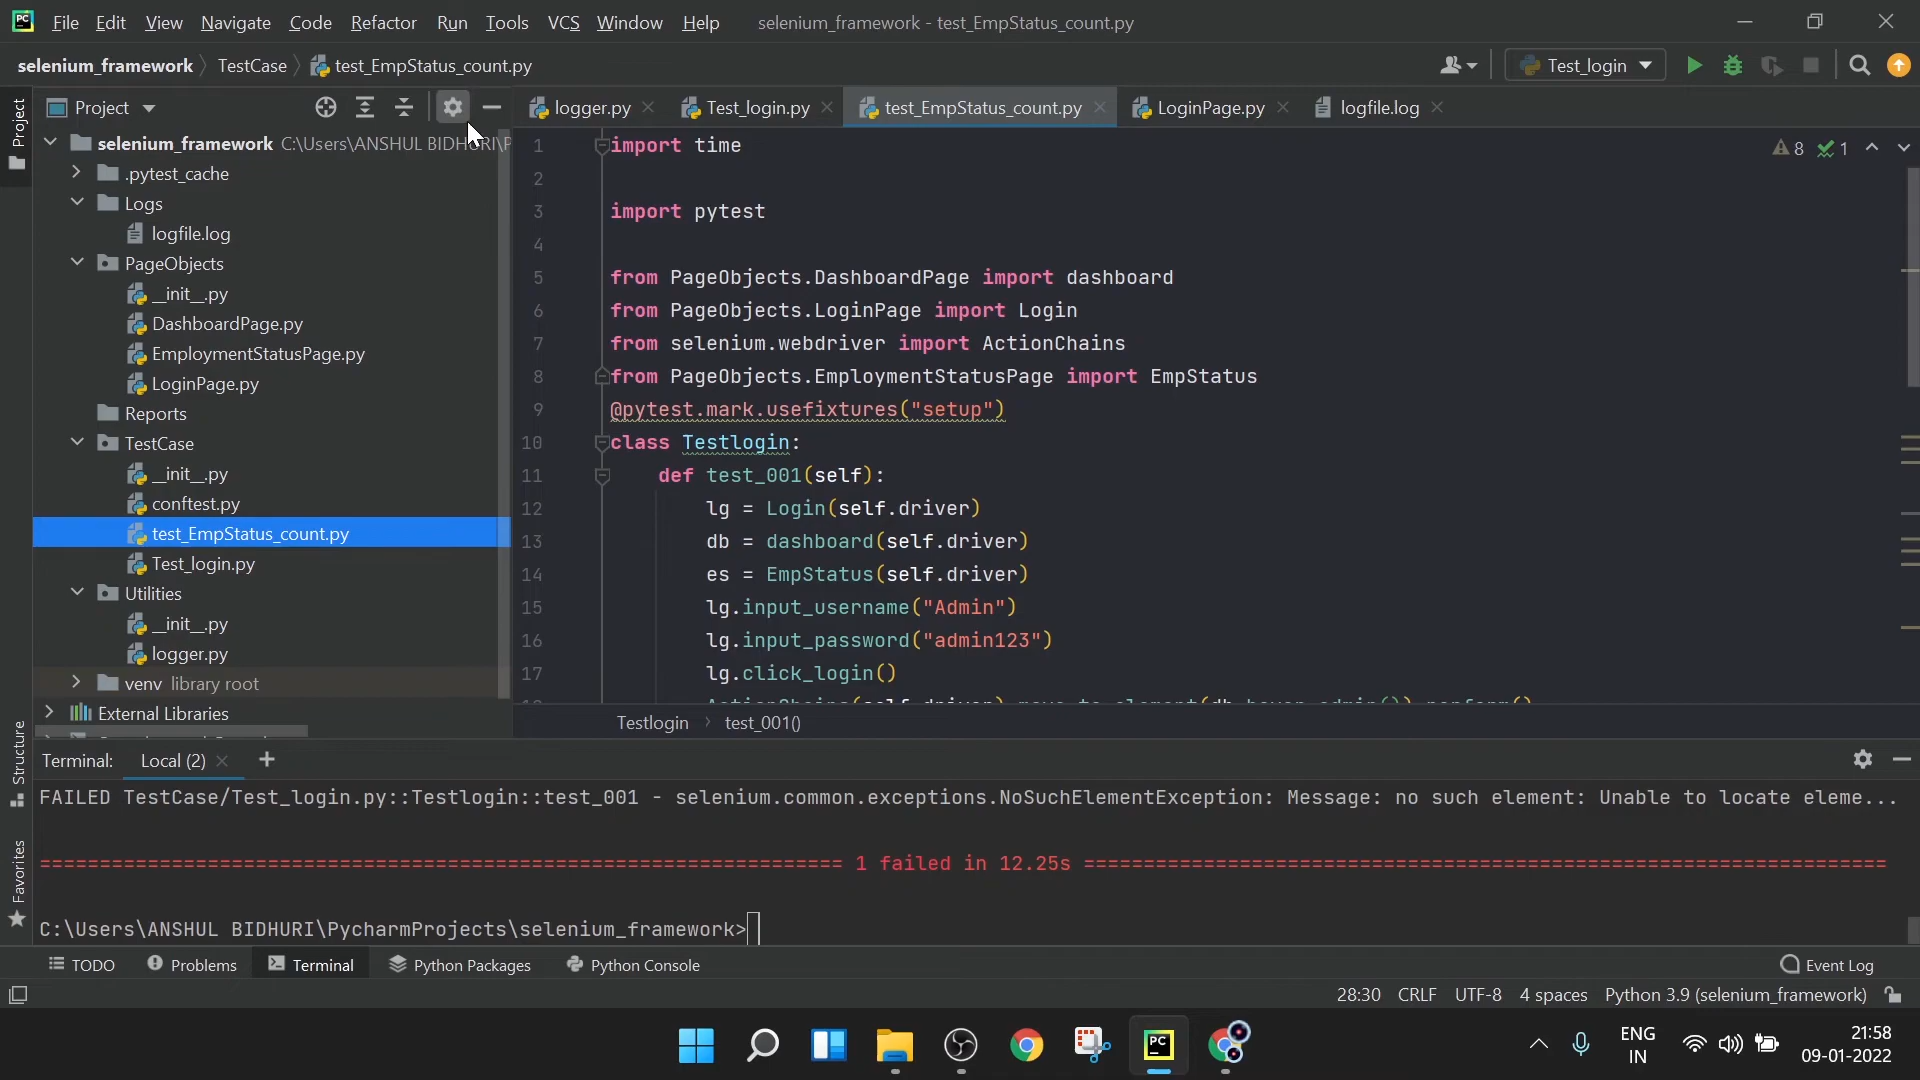 File Edit View Navigate Code Refactor Run Tools VCS Window Help selenium_framework - test_EmpStatus_count.py
selenium_framework TestCase test_EmpStatus_count.py Test_login
Project logger.py Test_login.py test_EmpStatus_count.py LoginPage.py logfile.log
Project
Structure
Favorites
selenium_framework C:\Users\ANSHUL BIDHURI\P
.pytest_cache
Logs
logfile.log
PageObjects
__init__.py
DashboardPage.py
EmploymentStatusPage.py
LoginPage.py
Reports
TestCase
__init__.py
conftest.py
test_EmpStatus_count.py
Test_login.py
Utilities
__init__.py
logger.py
venv library root
External Libraries
8 1
1 import time
2
3 import pytest
4
5 from PageObjects.DashboardPage import dashboard
6 from PageObjects.LoginPage import Login
7 from selenium.webdriver import ActionChains
8 from PageObjects.EmploymentStatusPage import EmpStatus
9 @pytest.mark.usefixtures("setup")
10 class Testlogin:
11 def test_001(self):
12 lg = Login(self.driver)
13 db = dashboard(self.driver)
14 es = EmpStatus(self.driver)
15 lg.input_username("Admin")
16 lg.input_password("admin123")
17 lg.click_login()
Testlogin test_001()
Terminal: Local (2) +
FAILED TestCase/Test_login.py::Testlogin::test_001 - selenium.common.exceptions.NoSuchElementException: Message: no such element: Unable to locate eleme...
=================================================================== 1 failed in 12.25s ===================================================================
C:\Users\ANSHUL BIDHURI\PycharmProjects\selenium_framework>
TODO Problems Terminal Python Packages Python Console Event Log
28:30 CRLF UTF-8 4 spaces Python 3.9 (selenium_framework)
PC
ENG
IN
21:58
09-01-2022